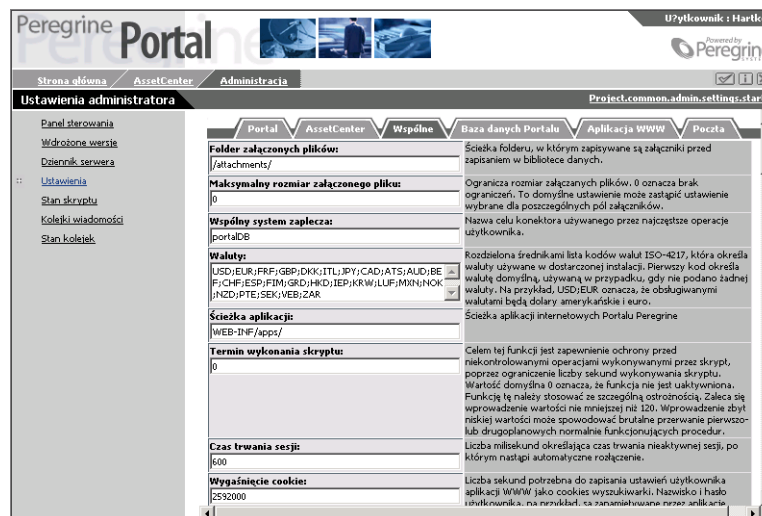 Peregrine Portal
U?ytkownik : Hartke
Powered by
Peregrine
Strona główna
AssetCenter
Administracja
Ustawienia administratora
Project.common.admin.settings.star
Panel sterowania
Wdrożone wersje
Dziennik serwera
Ustawienia
Stan skryptu
Kolejki wiadomości
Stan kolejek
Portal
AssetCenter
Wspólne
Baza danych Portalu
Aplikacja WWW
Poczta
Folder załączonych plików:
/attachments/
Ścieżka folderu, w którym zapisywane są załączniki przed
zapisaniem w bibliotece danych.
Maksymalny rozmiar załączonego pliku:
0
Ogranicza rozmiar załączanych plików. 0 oznacza brak
ograniczeń. To domyślne ustawienie może zastąpić ustawienie
wybrane dla poszczególnych pól załączników.
Wspólny system zaplecza:
portalDB
Nazwa celu konektora używanego przez najczęstsze operacje
użytkownika.
Waluty:
USD;EUR;FRF;GBP;DKK;ITL;JPY;CAD;ATS;AUD;BE
F;CHF;ESP;FIM;GRD;HKD;IEP;KRW;LUF;MXN;NOK
;NZD;PTE;SEK;VEB;ZAR
Rozdzielona średnikami lista kodów walut ISO-4217, która określa
waluty używane w dostarczonej instalacji. Pierwszy kod określa
walutę domyślną, używaną w przypadku, gdy nie podano żadnej
waluty. Na przykład, USD;EUR oznacza, że obsługiwanymi
walutami będą dolary amerykańskie i euro.
Ścieżka aplikacji:
WEB-INF/apps/
Ścieżka aplikacji internetowych Portalu Peregrine
Termin wykonania skryptu:
0
Celem tej funkcji jest zapewnienie ochrony przed
niekontrolowanymi operacjami wykonywanymi przez skrypt,
poprzez ograniczenie liczby sekund wykonywania skryptu.
Wartość domyślna 0 oznacza, że funkcja nie jest uaktywniona.
Funkcję tę należy stosować ze szczególną ostrożnością. Zaleca się
wprowadzenie wartości nie mniejszej niż 120. Wprowadzenie zbyt
niskiej wartości może spowodować brutalne przerwanie pierwszo-
lub drugoplanowych normalnie funkcjonujących procedur.
Czas trwania sesji:
600
Liczba milisekund określająca czas trwania nieaktywnej sesji, po
którym nastąpi automatyczne rozłączenie.
Wygaśnięcie cookie:
2592000
Liczba sekund potrzebna do zapisania ustawień użytkownika
aplikacji WWW jako cookies wyszukiwarki. Nazwisko i hasło
użytkownika, na przykład, są zapamiętywane przez aplikację